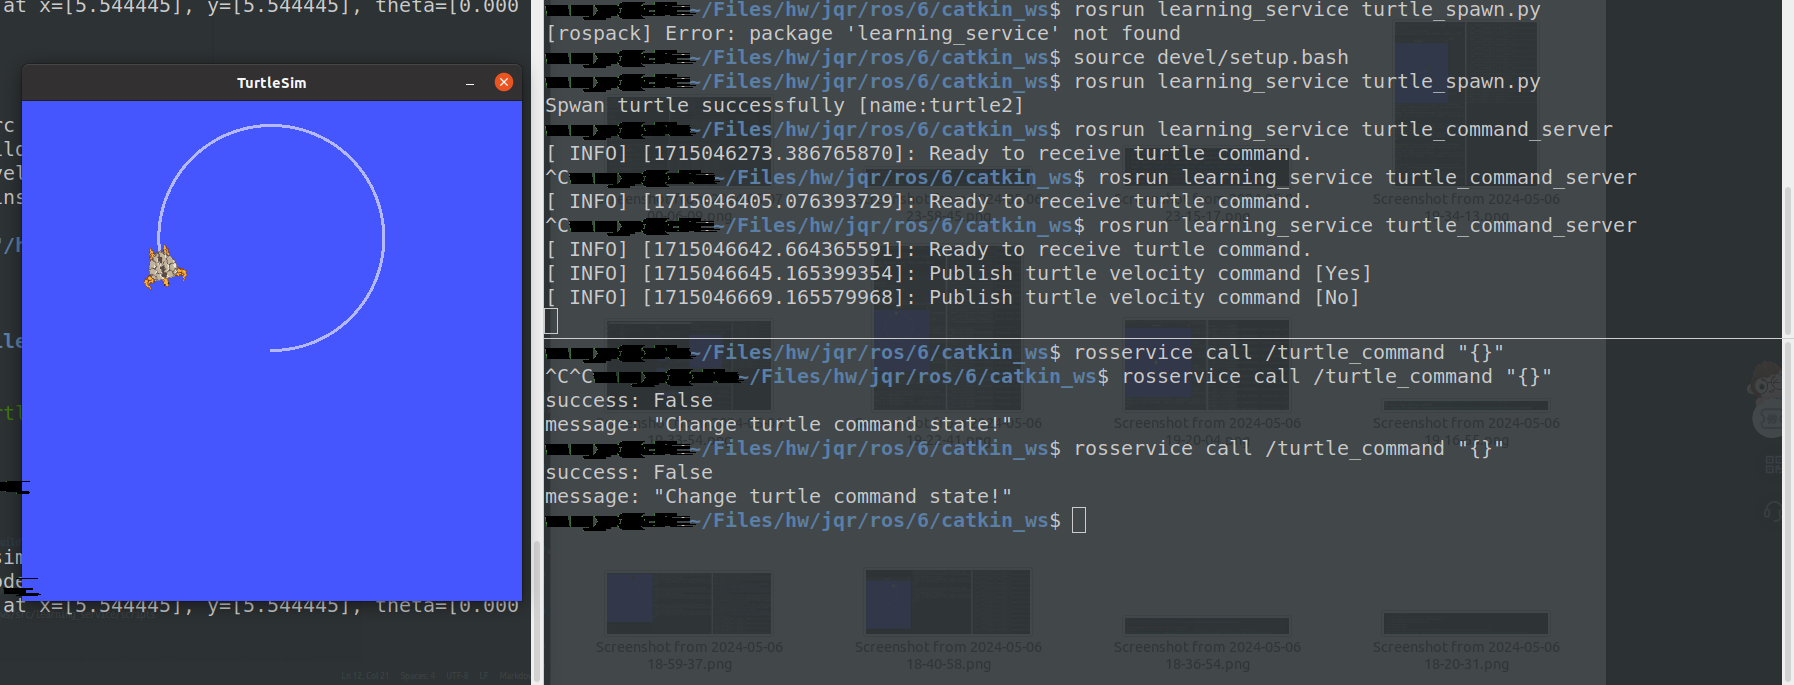 at x=[5.544445], y=[5.544445], theta=[0.000
TurtleSim
at x=[5.544445], y=[5.544445], theta=[0.000
Ln 12, Col 21 Spaces: 4 UTF-8 LF
~/Files/hw/jqr/ros/6/catkin_ws$ rosrun learning_service turtle_spawn.py
[rospack] Error: package 'learning_service' not found
~/Files/hw/jqr/ros/6/catkin_ws$ source devel/setup.bash
~/Files/hw/jqr/ros/6/catkin_ws$ rosrun learning_service turtle_spawn.py
Spwan turtle successfully [name:turtle2]
~/Files/hw/jqr/ros/6/catkin_ws$ rosrun learning_service turtle_command_server
[ INFO] [1715046273.386765870]: Ready to receive turtle command.
^C~/Files/hw/jqr/ros/6/catkin_ws$ rosrun learning_service turtle_command_server
[ INFO] [1715046405.076393729]: Ready to receive turtle command.
^C~/Files/hw/jqr/ros/6/catkin_ws$ rosrun learning_service turtle_command_server
[ INFO] [1715046642.664365591]: Ready to receive turtle command.
[ INFO] [1715046645.165399354]: Publish turtle velocity command [Yes]
[ INFO] [1715046669.165579968]: Publish turtle velocity command [No]
~/Files/hw/jqr/ros/6/catkin_ws$ rosservice call /turtle_command "{}"
^C^C~/Files/hw/jqr/ros/6/catkin_ws$ rosservice call /turtle_command "{}"
success: False
message: "Change turtle command state!"
~/Files/hw/jqr/ros/6/catkin_ws$ rosservice call /turtle_command "{}"
success: False
message: "Change turtle command state!"
~/Files/hw/jqr/ros/6/catkin_ws$
Screenshot from 2024-05-06
18-59-37.png
Screenshot from 2024-05-06
18-40-58.png
Screenshot from 2024-05-06
18-36-54.png
Screenshot from 2024-05-06
18-20-31.png